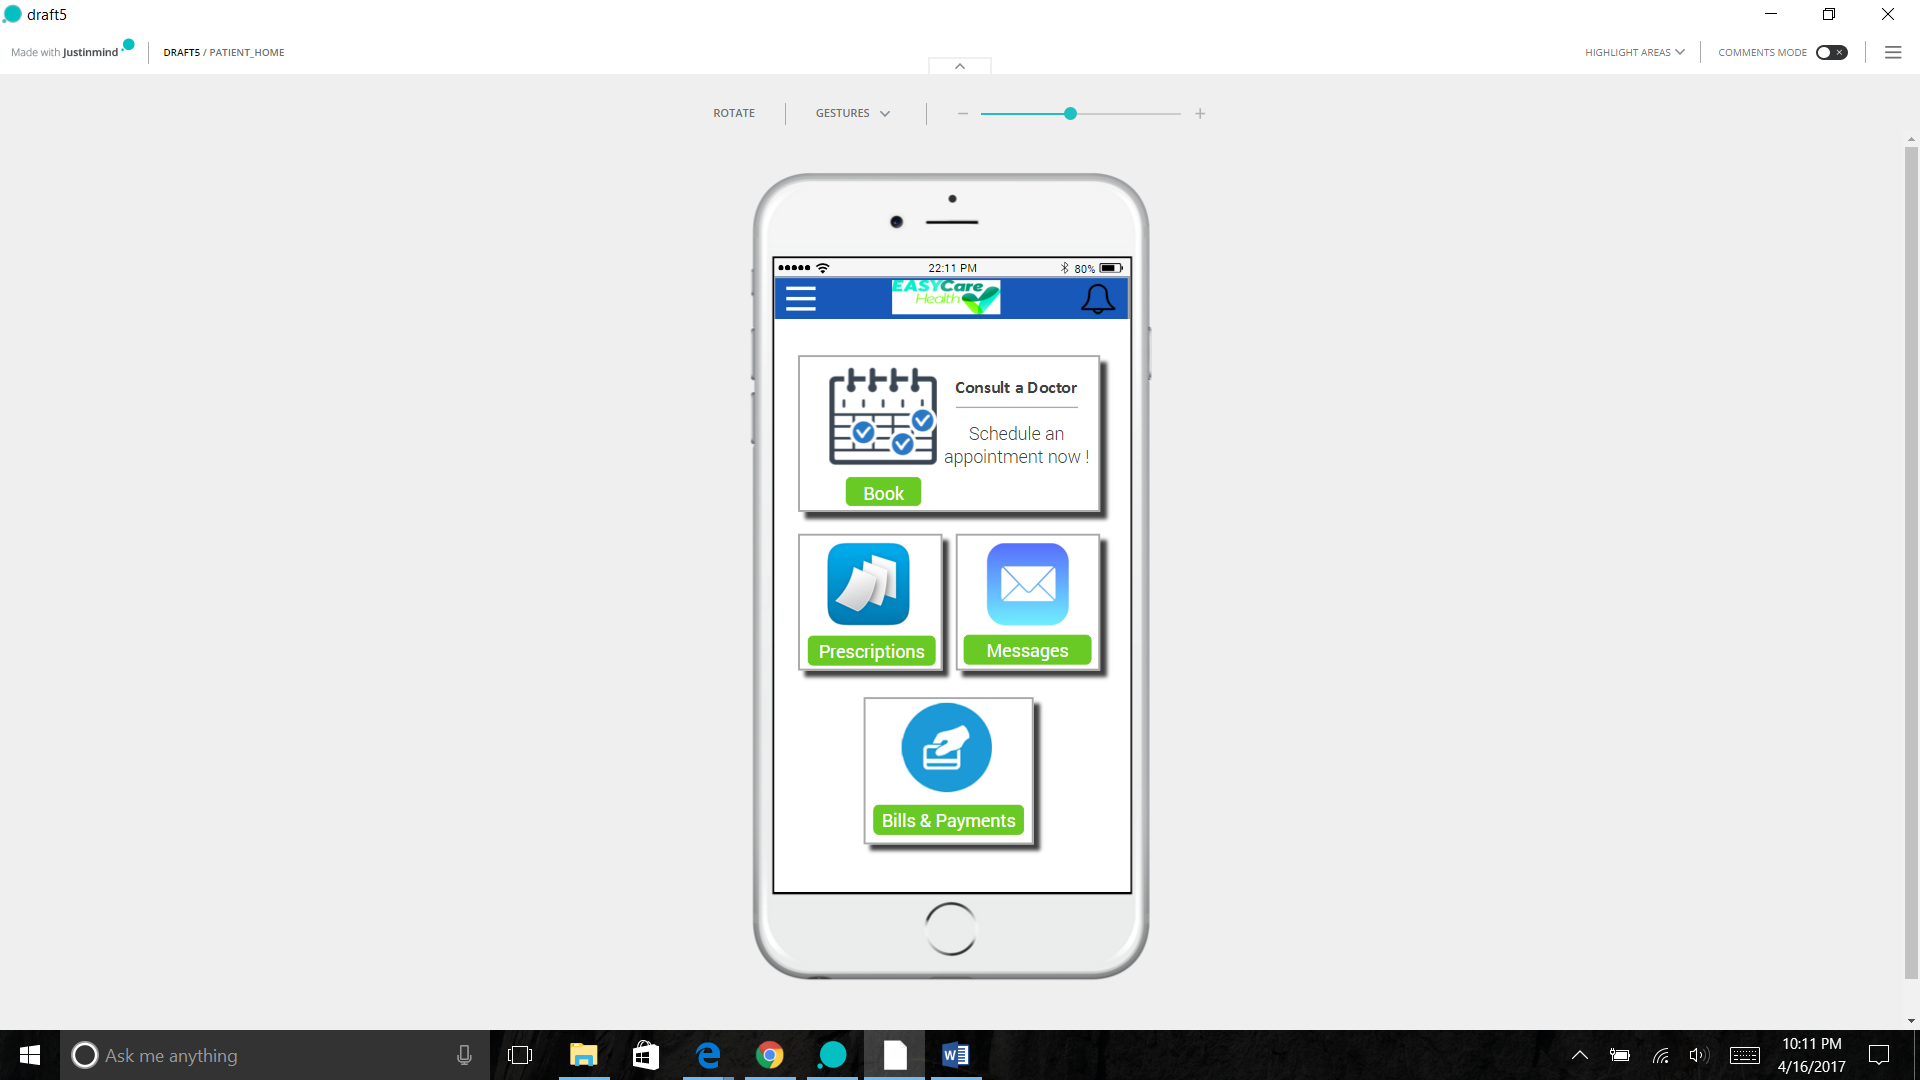 draft5
Made with Justinmind
DRAFT5 / PATIENT_HOME
HIGHLIGHT AREAS
COMMENTS MODE
ROTATE
GESTURES
22:11 PM
80%
EASYCare
Health
Consult a Doctor
Schedule an
appointment now !
Book
Prescriptions
Messages
Bills & Payments
Ask me anything
10:11 PM
4/16/2017